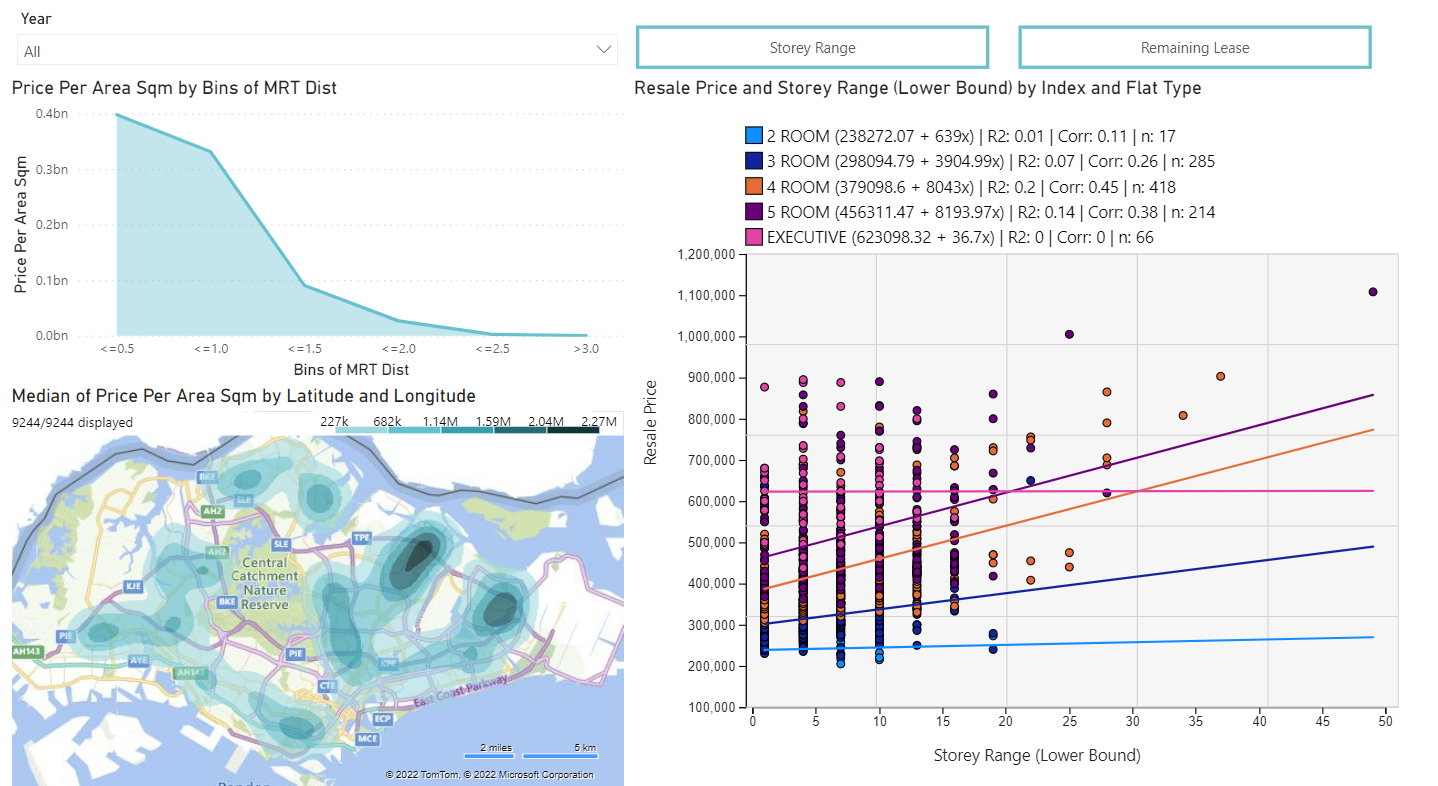 Year
All
Storey Range
Remaining Lease
Price Per Area Sqm by Bins of MRT Dist
Price Per Area Sqm
0.4bn
0.3bn
0.2bn
0.1bn
0.0bn
<=0.5 <=1.0 <=1.5 <=2.0 <=2.5 >3.0
Bins of MRT Dist
Median of Price Per Area Sqm by Latitude and Longitude
9244/9244 displayed
227k 682k 1.14M 1.59M 2.04M 2.27M
BKE
SLE
AH2
SLE
TPE
AH2
Central
Catchment
Nature
Reserve
KJE
BKE
PIE
AH143
PIE
AYE
KPE
AH143
CTE
East Coast Parkway
ECP
MCE
2 miles 5 km
© 2022 TomTom, © 2022 Microsoft Corporation
Resale Price and Storey Range (Lower Bound) by Index and Flat Type
2 ROOM (238272.07 + 639x) | R2: 0.01 | Corr: 0.11 | n: 17
3 ROOM (298094.79 + 3904.99x) | R2: 0.07 | Corr: 0.26 | n: 285
4 ROOM (379098.6 + 8043x) | R2: 0.2 | Corr: 0.45 | n: 418
5 ROOM (456311.47 + 8193.97x) | R2: 0.14 | Corr: 0.38 | n: 214
EXECUTIVE (623098.32 + 36.7x) | R2: 0 | Corr: 0 | n: 66
Resale Price
1,200,000
1,100,000
1,000,000
900,000
800,000
700,000
600,000
500,000
400,000
300,000
200,000
100,000
0 5 10 15 20 25 30 35 40 45 50
Storey Range (Lower Bound)